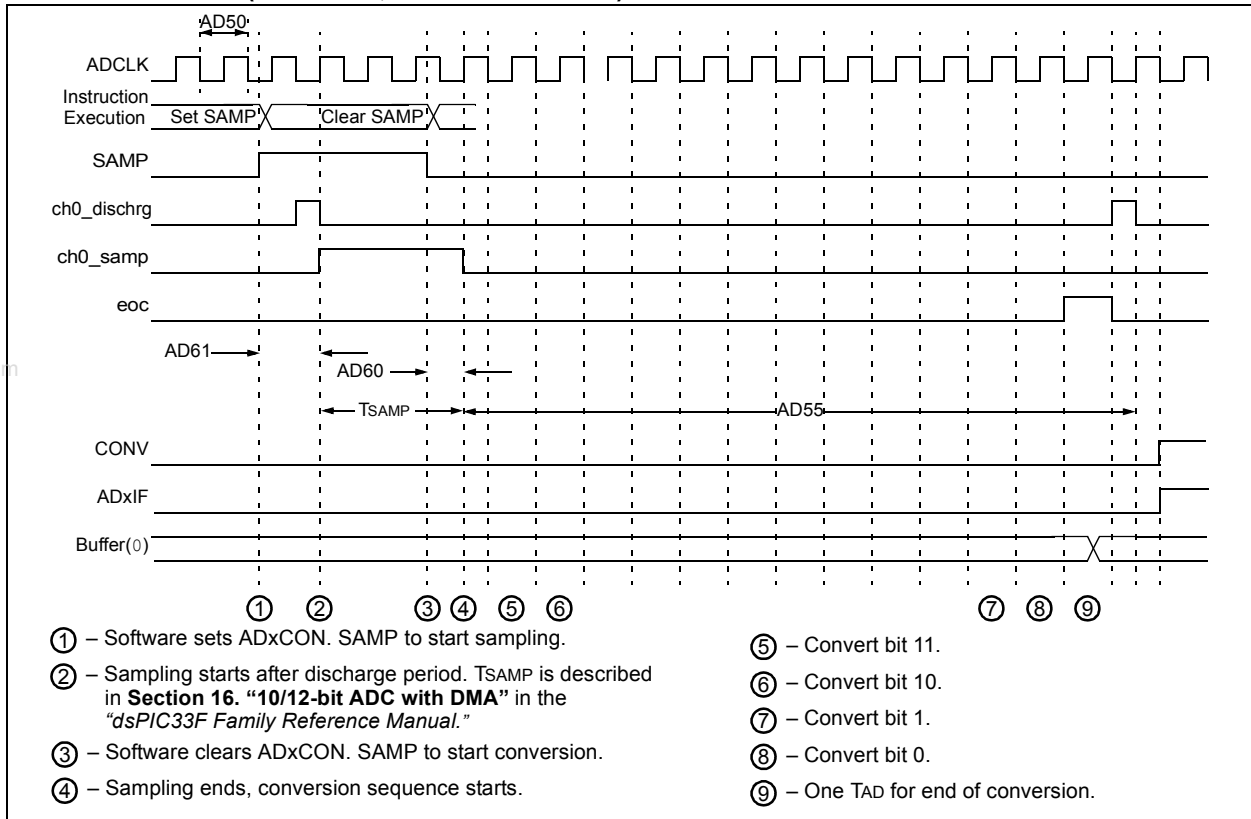 AD50
ADCLK
Instruction
Execution Set SAMP Clear SAMP
SAMP
ch0_dischrg
ch0_samp
eoc
AD61
AD60
m
TSAMP AD55
CONV
ADxIF
Buffer(0)
1 2 3 4 5 6 7 8 9
1 – Software sets ADxCON. SAMP to start sampling.
2 – Sampling starts after discharge period. TSAMP is described
in Section 16. “10/12-bit ADC with DMA” in the
“dsPIC33F Family Reference Manual.”
3 – Software clears ADxCON. SAMP to start conversion.
4 – Sampling ends, conversion sequence starts.
5 – Convert bit 11.
6 – Convert bit 10.
7 – Convert bit 1.
8 – Convert bit 0.
9 – One TAD for end of conversion.